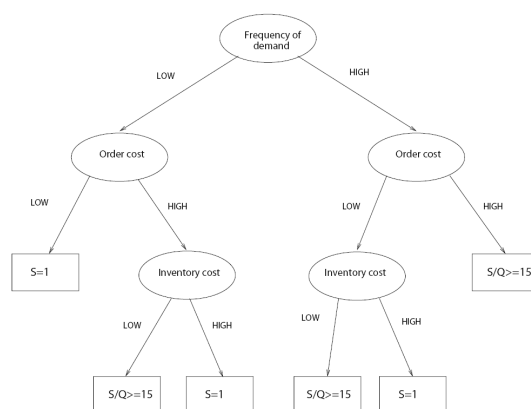 Frequency of
demand
LOW
HIGH
Order cost
Order cost
LOW
HIGH
LOW
HIGH
S=1
Inventory cost
Inventory cost
S/Q>=15
LOW
HIGH
LOW
HIGH
S/Q>=15
S=1
S/Q>=15
S=1